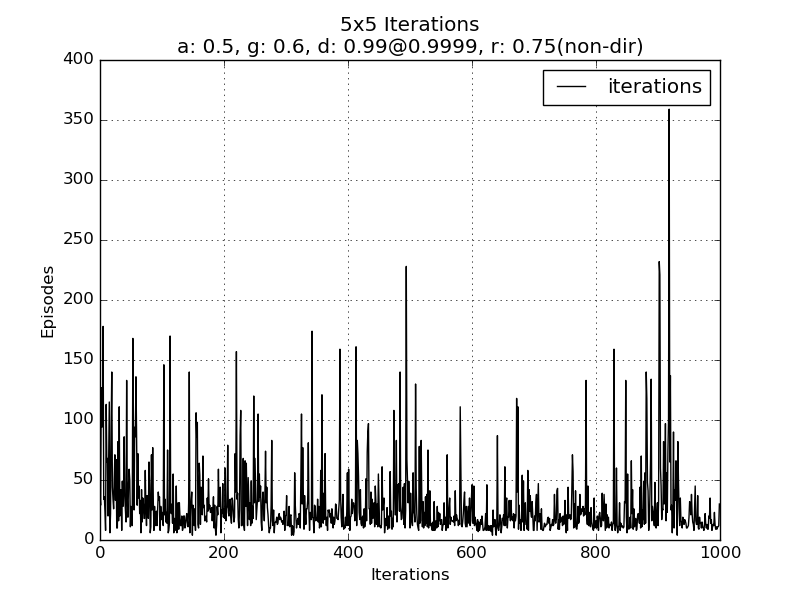 5x5 Iterations
a: 0.5, g: 0.6, d: 0.99@0.9999, r: 0.75(non-dir)
400
350
300
250
200
150
100
50
0
Episodes
iterations
0 200 400 600 800 1000
Iterations